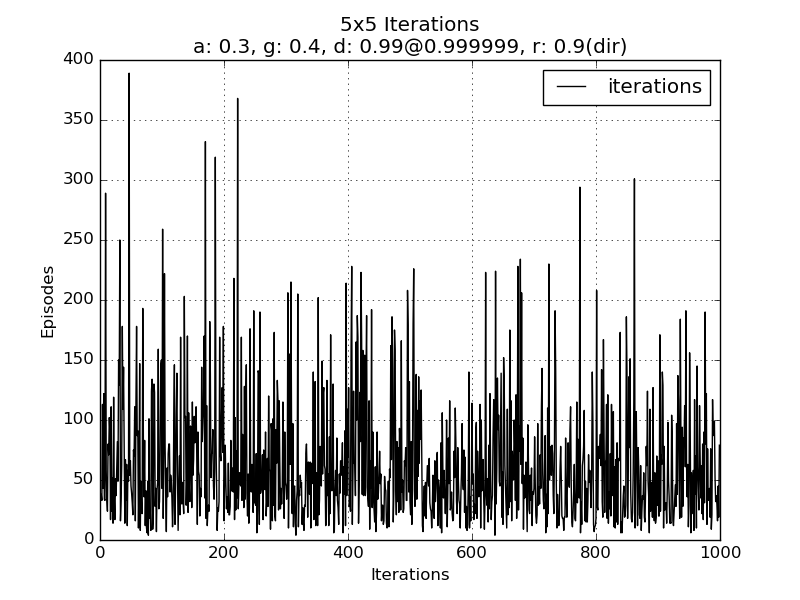 5x5 Iterations
a: 0.3, g: 0.4, d: 0.99@0.999999, r: 0.9(dir)
400
iterations
350
300
250
200
150
100
50
0
Episodes
0 200 400 600 800 1000
Iterations